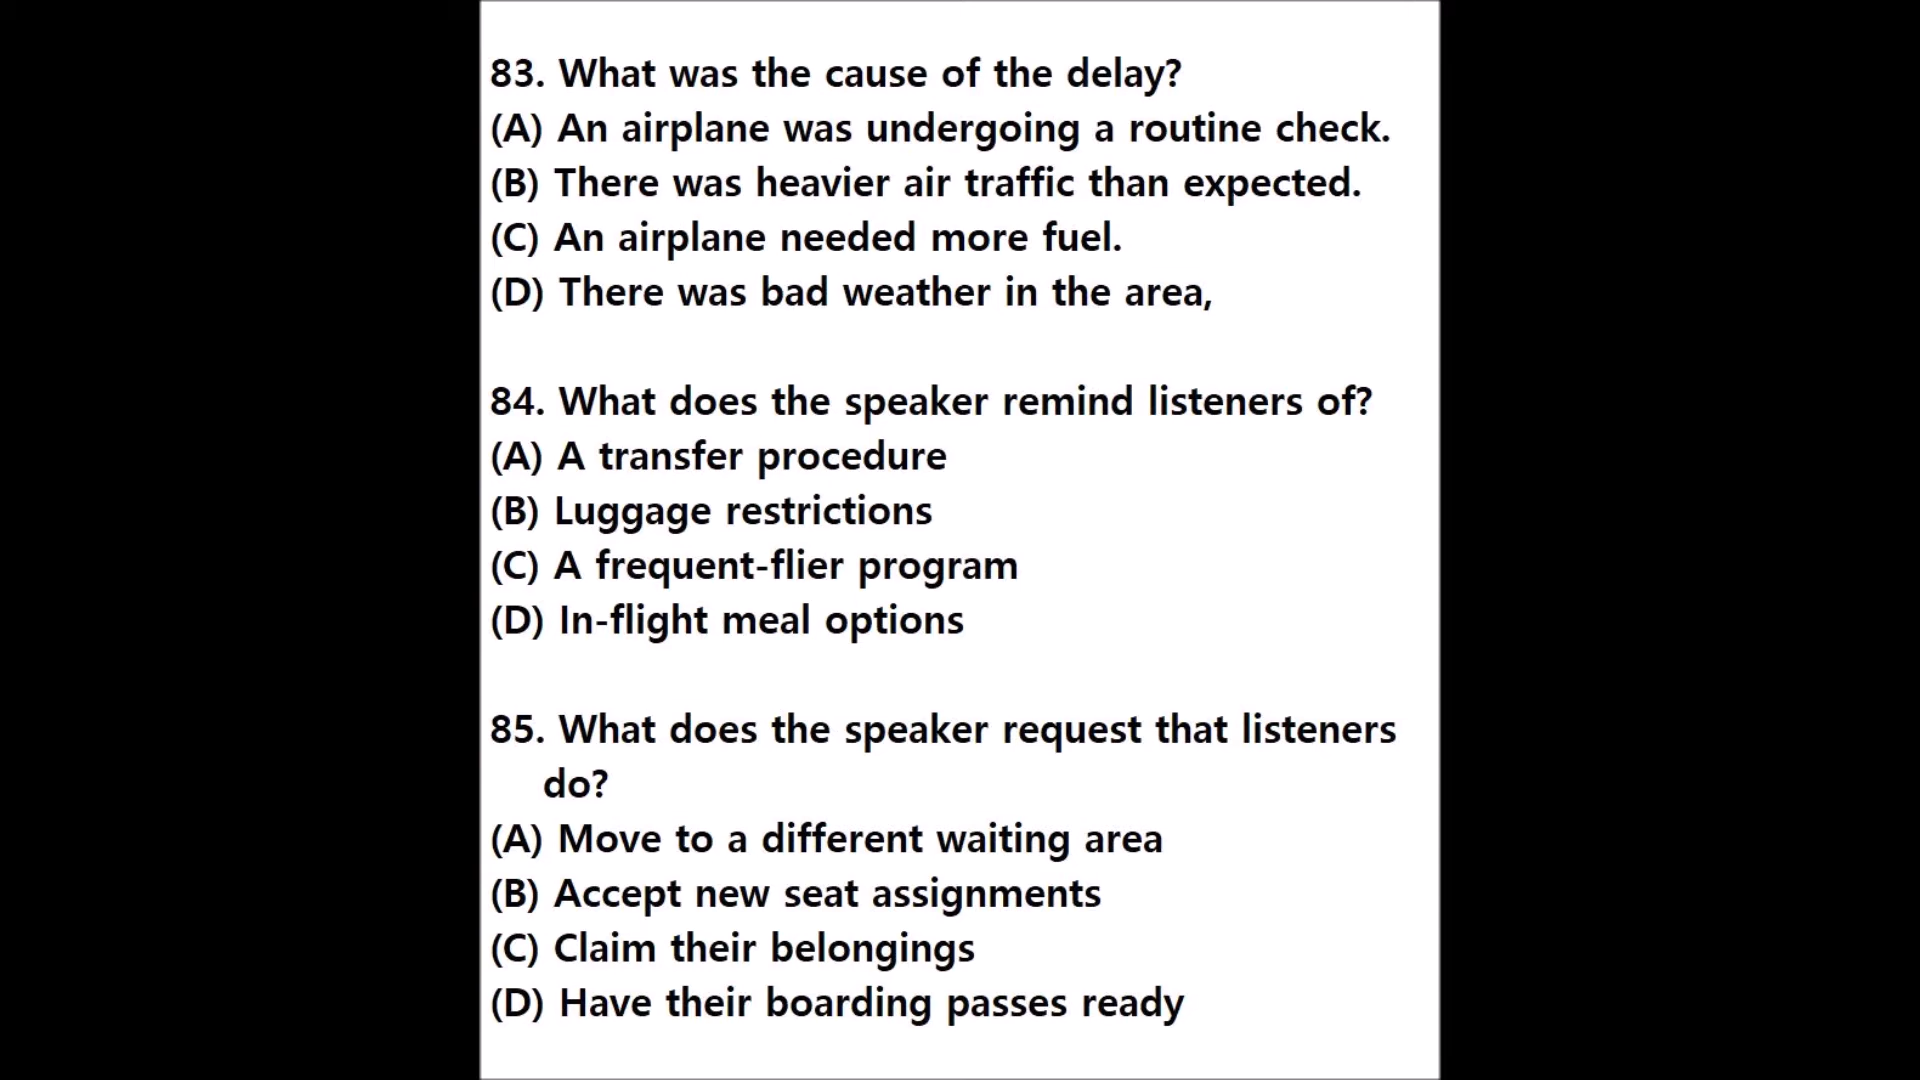 83. What was the cause of the delay?
(A) An airplane was undergoing a routine check.
(B) There was heavier air traffic than expected.
(C) An airplane needed more fuel.
(D) There was bad weather in the area,
84. What does the speaker remind listeners of?
(A) A transfer procedure
(B) Luggage restrictions
(C) A frequent-flier program
(D) In-flight meal options
85. What does the speaker request that listeners
do?
(A) Move to a different waiting area
(B) Accept new seat assignments
(C) Claim their belongings
(D) Have their boarding passes ready